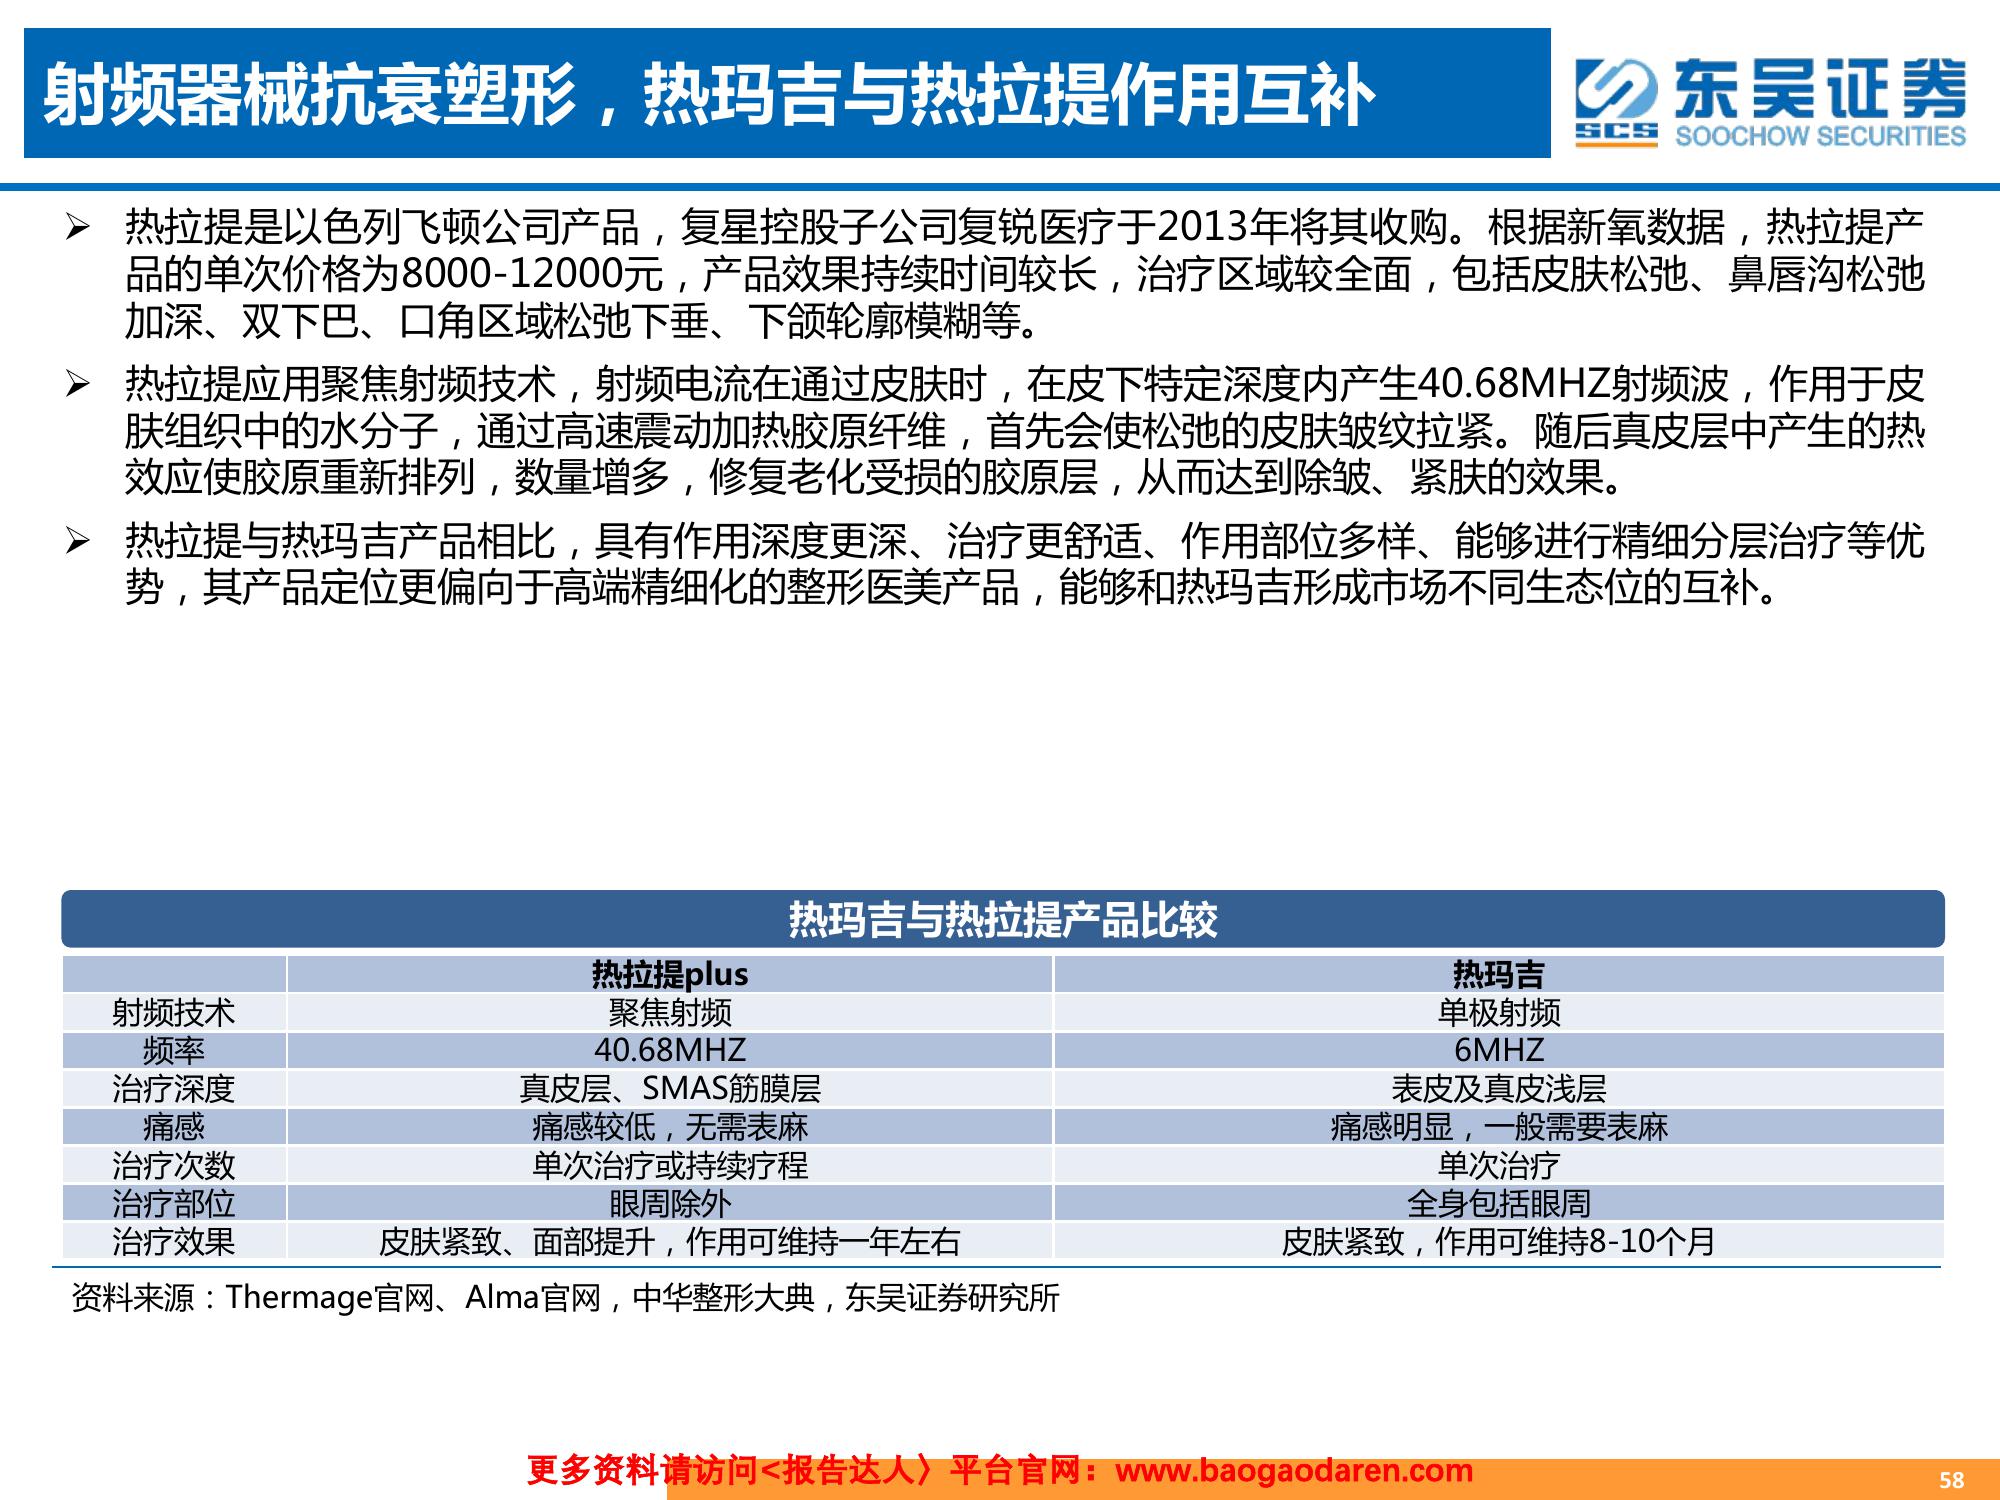 射频器械抗衰塑形，热玛吉与热拉提作用互补
东吴证券
SCS
SOOCHOW SECURITIES
➢ 热拉提是以色列飞顿公司产品，复星控股子公司复锐医疗于2013年将其收购。根据新氧数据，热拉提产
品的单次价格为8000-12000元，产品效果持续时间较长，治疗区域较全面，包括皮肤松弛、鼻唇沟松弛
加深、双下巴、口角区域松弛下垂、下颌轮廓模糊等。
➢ 热拉提应用聚焦射频技术，射频电流在通过皮肤时，在皮下特定深度内产生40.68MHZ射频波，作用于皮
肤组织中的水分子，通过高速震动加热胶原纤维，首先会使松弛的皮肤皱纹拉紧。随后真皮层中产生的热
效应使胶原重新排列，数量增多，修复老化受损的胶原层，从而达到除皱、紧肤的效果。
➢ 热拉提与热玛吉产品相比，具有作用深度更深、治疗更舒适、作用部位多样、能够进行精细分层治疗等优
势，其产品定位更偏向于高端精细化的整形医美产品，能够和热玛吉形成市场不同生态位的互补。
热玛吉与热拉提产品比较
热拉提plus 热玛吉
射频技术 聚焦射频 单极射频
频率 40.68MHZ 6MHZ
治疗深度 真皮层、SMAS筋膜层 表皮及真皮浅层
痛感 痛感较低，无需表麻 痛感明显，一般需要表麻
治疗次数 单次治疗或持续疗程 单次治疗
治疗部位 眼周除外 全身包括眼周
治疗效果 皮肤紧致、面部提升，作用可维持一年左右 皮肤紧致，作用可维持8-10个月
资料来源：Thermage官网、Alma官网，中华整形大典，东吴证券研究所
更多资料请访问<报告达人〉平台官网：www.baogaodaren.com
58